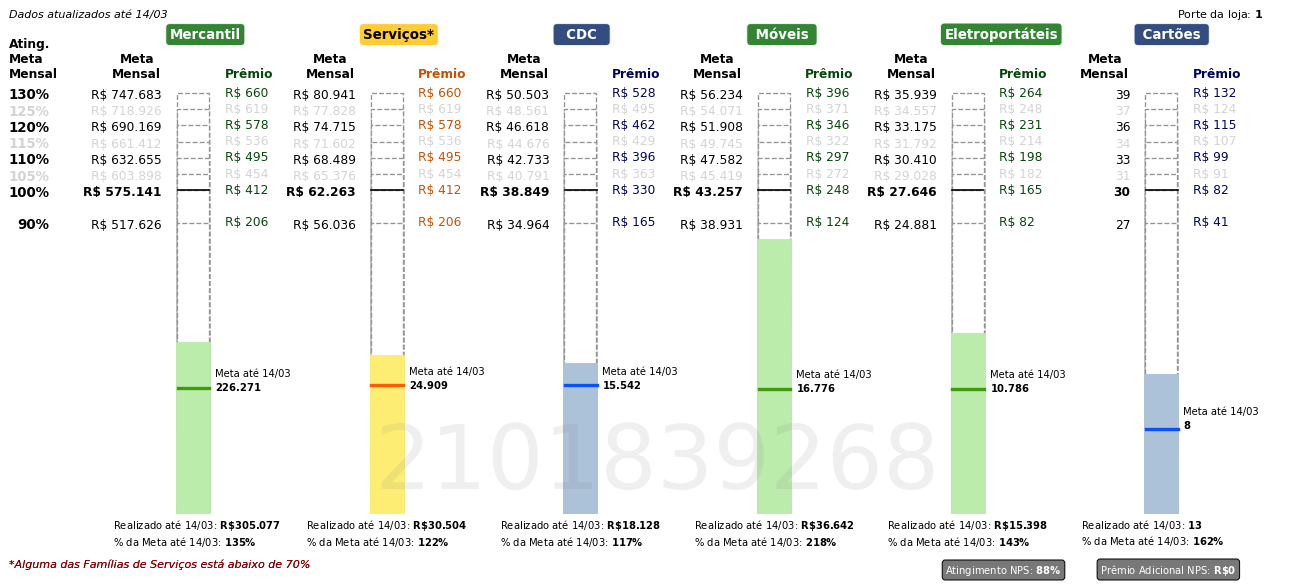 Dados atualizados até 14/03
Porte da loja: 1
Mercantil Serviços* CDC Móveis Eletroportáteis Cartões
Ating.
Meta Meta Meta Meta Meta Meta Meta
Mensal Mensal Prêmio Mensal Prêmio Mensal Prêmio Mensal Prêmio Mensal Prêmio Mensal Prêmio
130% R$ 747.683 R$ 660 R$ 80.941 R$ 660 R$ 50.503 R$ 528 R$ 56.234 R$ 396 R$ 35.939 R$ 264 39 R$ 132
125% R$ 718.926 R$ 619 R$ 77.828 R$ 619 R$ 48.561 R$ 495 R$ 54.071 R$ 371 R$ 34.557 R$ 248 37 R$ 124
120% R$ 690.169 R$ 578 R$ 74.715 R$ 578 R$ 46.618 R$ 462 R$ 51.908 R$ 346 R$ 33.175 R$ 231 36 R$ 115
115% R$ 661.412 R$ 536 R$ 71.602 R$ 536 R$ 44.676 R$ 429 R$ 49.745 R$ 322 R$ 31.792 R$ 214 34 R$ 107
110% R$ 632.655 R$ 495 R$ 68.489 R$ 495 R$ 42.733 R$ 396 R$ 47.582 R$ 297 R$ 30.410 R$ 198 33 R$ 99
105% R$ 603.898 R$ 454 R$ 65.376 R$ 454 R$ 40.791 R$ 363 R$ 45.419 R$ 272 R$ 29.028 R$ 182 31 R$ 91
100% R$ 575.141 R$ 412 R$ 62.263 R$ 412 R$ 38.849 R$ 330 R$ 43.257 R$ 248 R$ 27.646 R$ 165 30 R$ 82
90% R$ 517.626 R$ 206 R$ 56.036 R$ 206 R$ 34.964 R$ 165 R$ 38.931 R$ 124 R$ 24.881 R$ 82 27 R$ 41
Meta até 14/03 Meta até 14/03 Meta até 14/03 Meta até 14/03 Meta até 14/03
226.271 24.909 15.542 16.776 10.786
Meta até 14/03
8
2101839268
Realizado até 14/03: R$305.077 Realizado até 14/03: R$30.504 Realizado até 14/03: R$18.128 Realizado até 14/03: R$36.642 Realizado até 14/03: R$15.398 Realizado até 14/03: 13
% da Meta até 14/03: 135% % da Meta até 14/03: 122% % da Meta até 14/03: 117% % da Meta até 14/03: 218% % da Meta até 14/03: 143% % da Meta até 14/03: 162%
*Alguma das Famílias de Serviços está abaixo de 70%
Atingimento NPS: 88% Prêmio Adicional NPS: R$0